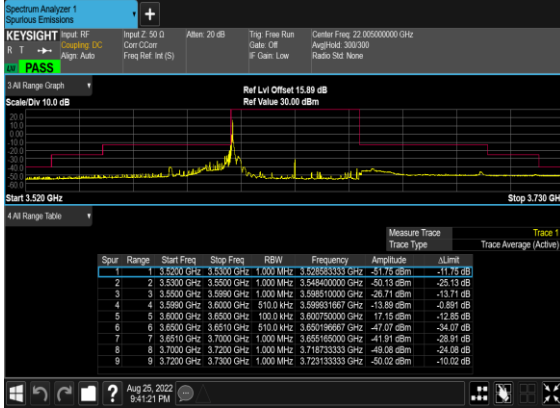 Spectrum Analyzer 1
Spurious Emissions
+
KEYSIGHT Input: RF Input Z: 50 Ω Atten: 20 dB Trig: Free Run Center Freq: 22.005000000 GHz
R T Coupling: DC Corr CCorr Gate: Off Avg|Hold: 300/300
Align: Auto Freq Ref: Int (S) IF Gain: Low Radio Std: None
PASS
3 All Range Graph
Ref Lvl Offset 15.89 dB
Scale/Div 10.0 dB Ref Value 30.00 dBm
20.0
10.0
0.00
-10.0
-20.0
-30.0
-40.0
-50.0
-60.0
Start 3.520 GHz Stop 3.730 GH
4 All Range Table
Measure Trace Trace 1
Trace Type Trace Average (Active)
Spur Range Start Freq Stop Freq RBW Frequency Amplitude ΔLimit
1 1 3.5200 GHz 3.5300 GHz 1.000 MHz 3.528583333 GHz -51.75 dBm -11.75 dB
2 2 3.5300 GHz 3.5500 GHz 1.000 MHz 3.548400000 GHz -50.13 dBm -25.13 dB
3 3 3.5500 GHz 3.5990 GHz 1.000 MHz 3.598510000 GHz -26.71 dBm -13.71 dB
4 4 3.5990 GHz 3.6000 GHz 510.0 kHz 3.599931667 GHz -13.89 dBm -0.891 dB
5 5 3.6000 GHz 3.6500 GHz 100.0 kHz 3.600750000 GHz 17.15 dBm -12.85 dB
6 6 3.6500 GHz 3.6510 GHz 510.0 kHz 3.650196667 GHz -47.07 dBm -34.07 dB
7 7 3.6510 GHz 3.7000 GHz 1.000 MHz 3.655165000 GHz -41.91 dBm -28.91 dB
8 8 3.7000 GHz 3.7200 GHz 1.000 MHz 3.718733333 GHz -49.08 dBm -24.08 dB
9 9 3.7200 GHz 3.7300 GHz 1.000 MHz 3.723133333 GHz -50.02 dBm -10.02 dB
? Aug 25, 2022
9:41:21 PM